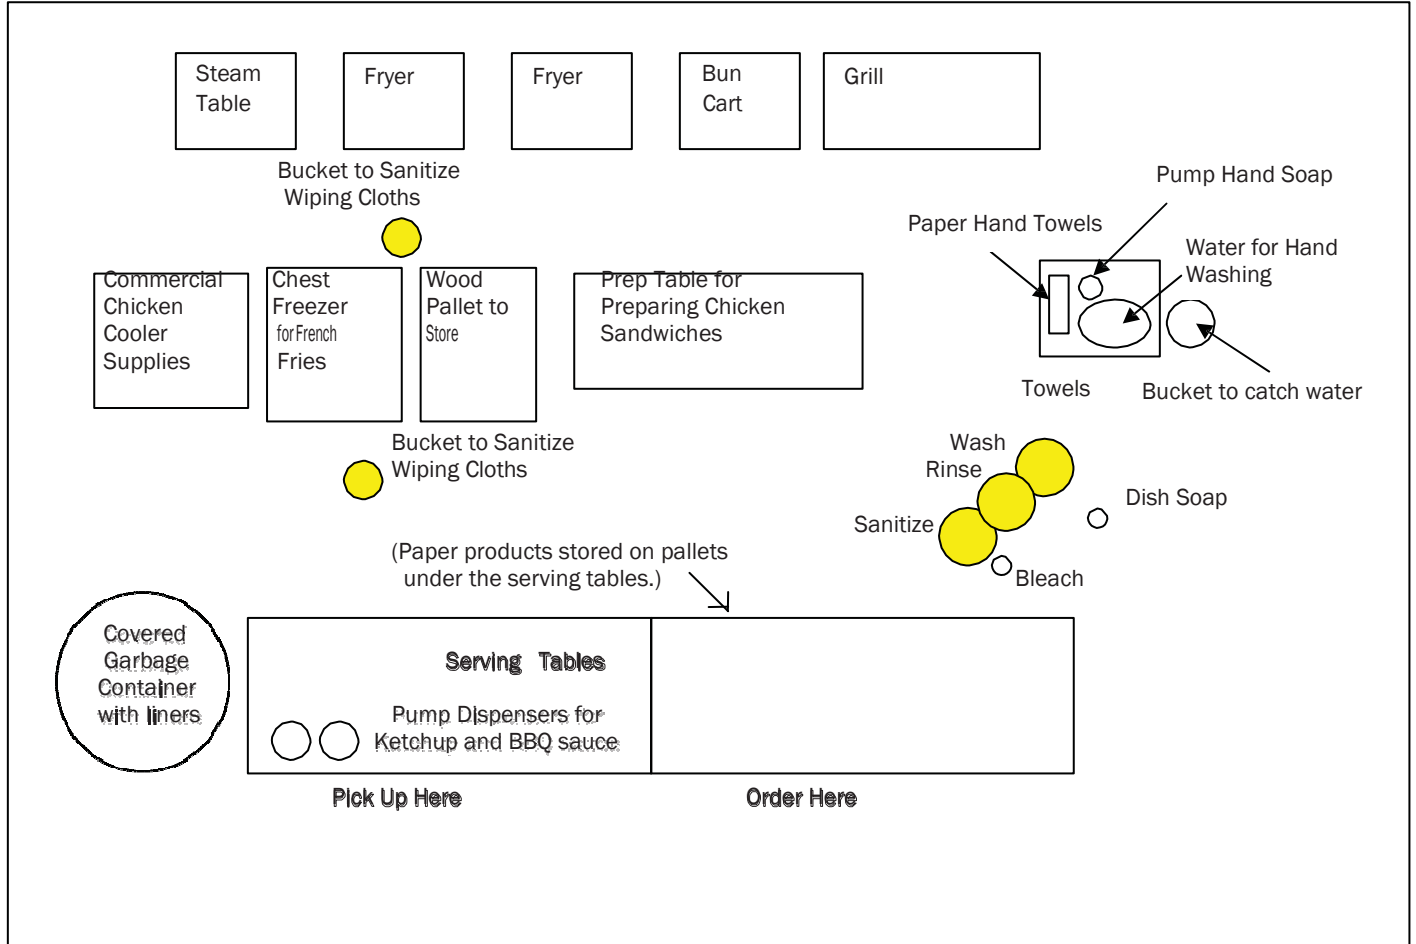 Steam
Table
Fryer
Fryer
Bun
Cart
Grill
Bucket to Sanitize
Wiping Cloths
Pump Hand Soap
Paper Hand Towels
Water for Hand
Washing
Commercial
Chicken
Cooler
Supplies
Chest
Freezer
for French
Fries
Wood
Pallet to
Store
Prep Table for
Preparing Chicken
Sandwiches
Towels
Bucket to catch water
Bucket to Sanitize
Wiping Cloths
Wash
Rinse
Sanitize
Dish Soap
Bleach
(Paper products stored on pallets
under the serving tables.)
Covered
Garbage
Container
with liners
Serving Tables
Pump Dispensers for
Ketchup and BBQ sauce
Pick Up Here
Order Here